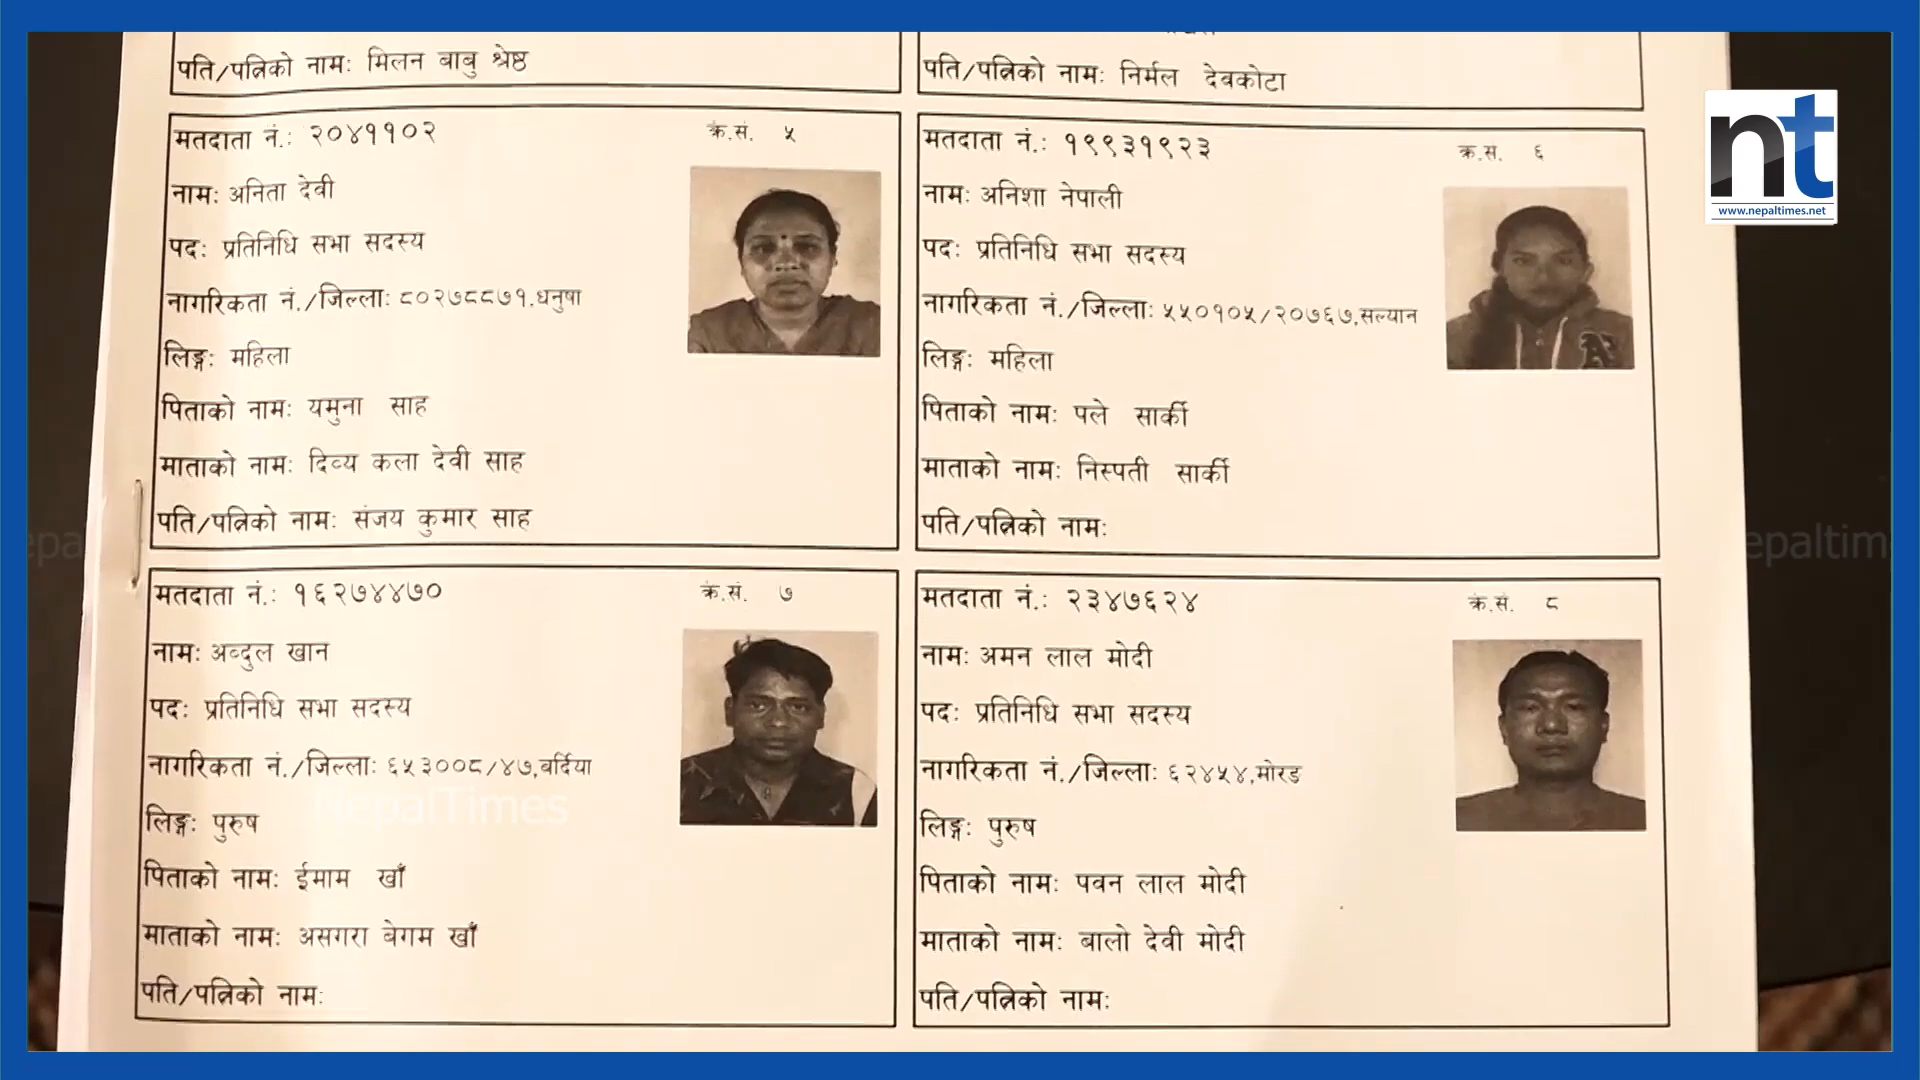 पति/पत्निको नामः मिलन बाबु श्रेष्ठ
पति/पत्निको नामः निर्मल देवकोटा
मतदाता नं.: २०४११०२
क्र.सं. ५
नामः अनिता देवी
पदः प्रतिनिधि सभा सदस्य
नागरिकता नं./जिल्लाः ८०२७८८७१,धनुषा
लिङ्गः महिला
पिताको नामः यमुना साह
माताको नामः दिव्य कला देवी साह
पति/पत्निको नामः संजय कुमार साह
मतदाता नं.: १९९३१९२३
क्र.सं. ६
नामः अनिशा नेपाली
पदः प्रतिनिधि सभा सदस्य
नागरिकता नं./जिल्लाः ५५०१०५/२०७६७,सल्यान
लिङ्गः महिला
पिताको नामः पले सार्की
माताको नामः निस्पती सार्की
पति/पत्निको नामः
मतदाता नं.: १६२७४४७०
क्र.सं. ७
नामः अब्दुल खान
पदः प्रतिनिधि सभा सदस्य
नागरिकता नं./जिल्लाः ६५३००८/४७,बर्दिया
लिङ्गः पुरुष
पिताको नामः ईमाम खाँ
माताको नामः असगरा बेगम खाँ
पति/पत्निको नामः
मतदाता नं.: २३४७६२४
क्र.सं. ८
नामः अमन लाल मोदी
पदः प्रतिनिधि सभा सदस्य
नागरिकता नं./जिल्लाः ६२४५४,मोरङ
लिङ्गः पुरुष
पिताको नामः पवन लाल मोदी
माताको नामः बालो देवी मोदी
पति/पत्निको नामः
nt
www.nepaltimes.net
NepalTimes